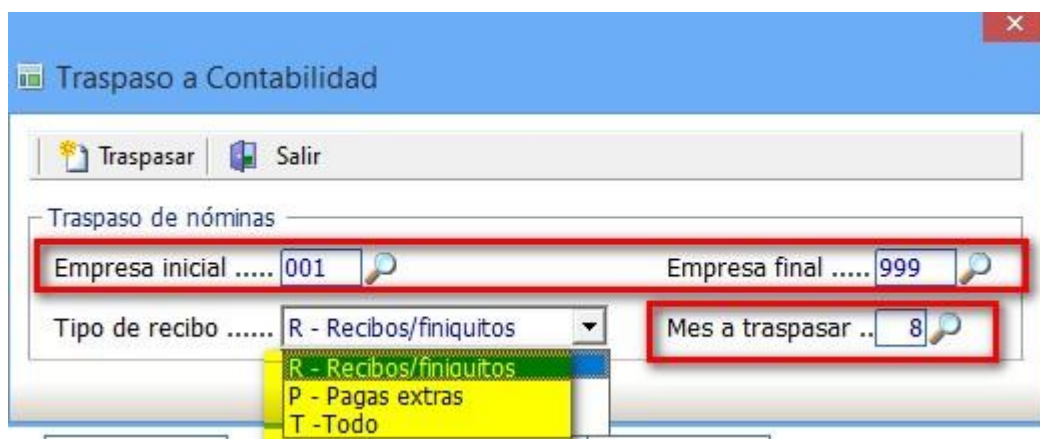 Traspaso a Contabilidad
Traspasar Salir
Traspaso de nóminas
Empresa inicial ..... 001 Empresa final ..... 999
Tipo de recibo ...... R - Recibos/finiquitos Mes a traspasar .. 8
R - Recibos/finiquitos
P - Pagas extras
T -Todo